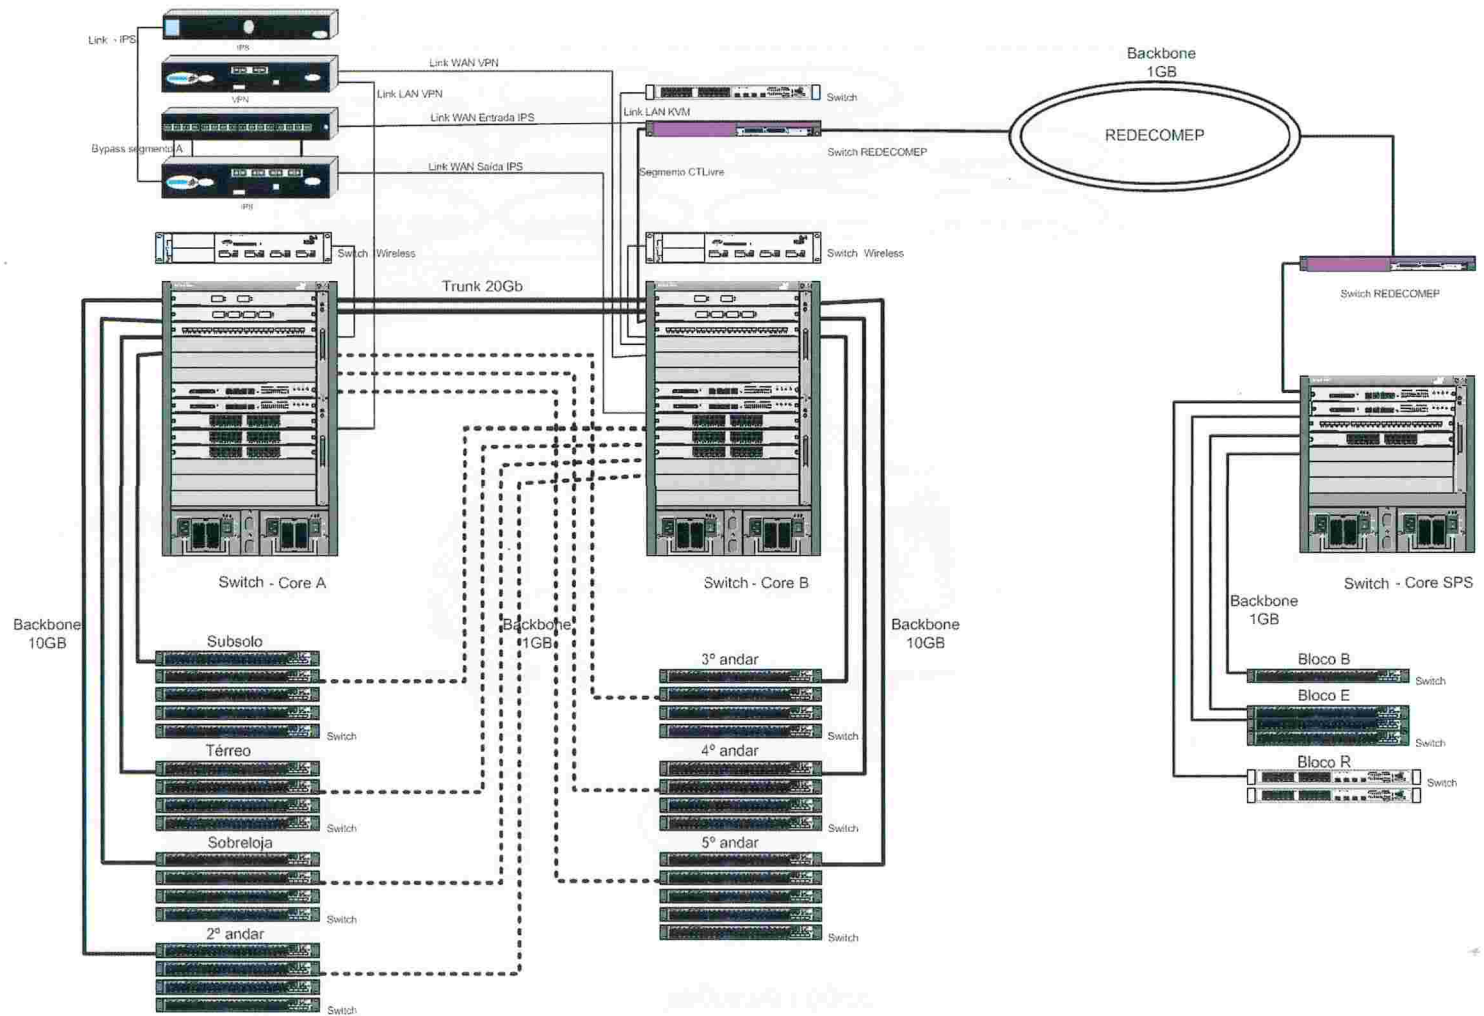 Link - IPS
IPS
Link WAN VPN
VPN
Link LAN VPN
Link WAN Entrada IPS
Bypass segmento A
Link WAN Saída IPS
IPS
Switch
Link LAN KVM
Switch REDECOMEP
Segmento CTLivre
Backbone
1GB
REDECOMEP
Switch REDECOMEP
Switch Wireless
Switch Wireless
Trunk 20Gb
Switch - Core A
Switch - Core B
Switch - Core SPS
Backbone
10GB
Backbone
1GB
Backbone
10GB
Backbone
1GB
Subsolo
Switch
Térreo
Switch
Sobreloja
Switch
2º andar
Switch
3º andar
Switch
4º andar
Switch
5º andar
Switch
Bloco B
Switch
Bloco E
Switch
Bloco R
Switch